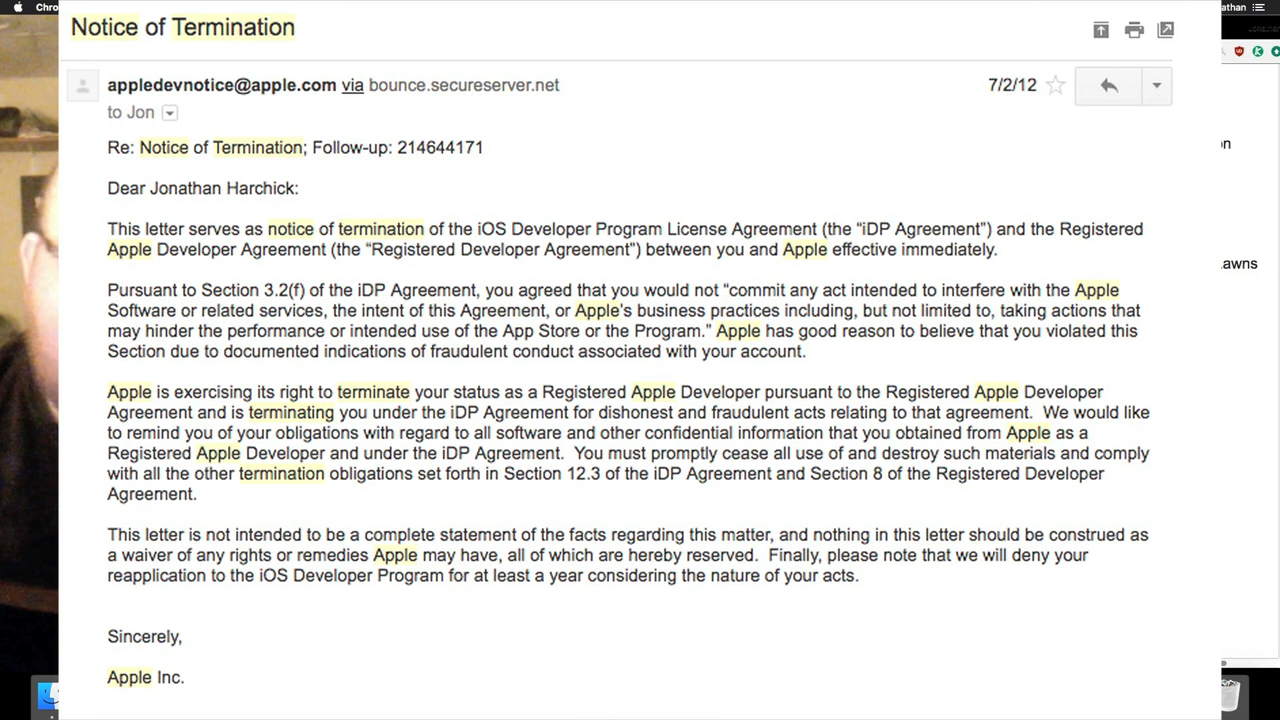 Chro
than
Notice of Termination
appledevnotice@apple.com via bounce.secureserver.net
7/2/12
to Jon
Re: Notice of Termination; Follow-up: 214644171
Dear Jonathan Harchick:
This letter serves as notice of termination of the iOS Developer Program License Agreement (the “iDP Agreement”) and the Registered
Apple Developer Agreement (the “Registered Developer Agreement") between you and Apple effective immediately.
Pursuant to Section 3.2(f) of the iDP Agreement, you agreed that you would not “commit any act intended to interfere with the Apple
Software or related services, the intent of this Agreement, or Apple’s business practices including, but not limited to, taking actions that
may hinder the performance or intended use of the App Store or the Program.” Apple has good reason to believe that you violated this
Section due to documented indications of fraudulent conduct associated with your account.
Apple is exercising its right to terminate your status as a Registered Apple Developer pursuant to the Registered Apple Developer
Agreement and is terminating you under the iDP Agreement for dishonest and fraudulent acts relating to that agreement.  We would like
to remind you of your obligations with regard to all software and other confidential information that you obtained from Apple as a
Registered Apple Developer and under the iDP Agreement.  You must promptly cease all use of and destroy such materials and comply
with all the other termination obligations set forth in Section 12.3 of the iDP Agreement and Section 8 of the Registered Developer
Agreement.
This letter is not intended to be a complete statement of the facts regarding this matter, and nothing in this letter should be construed as
a waiver of any rights or remedies Apple may have, all of which are hereby reserved.  Finally, please note that we will deny your
reapplication to the iOS Developer Program for at least a year considering the nature of your acts.
Sincerely,
Apple Inc.
on
awns